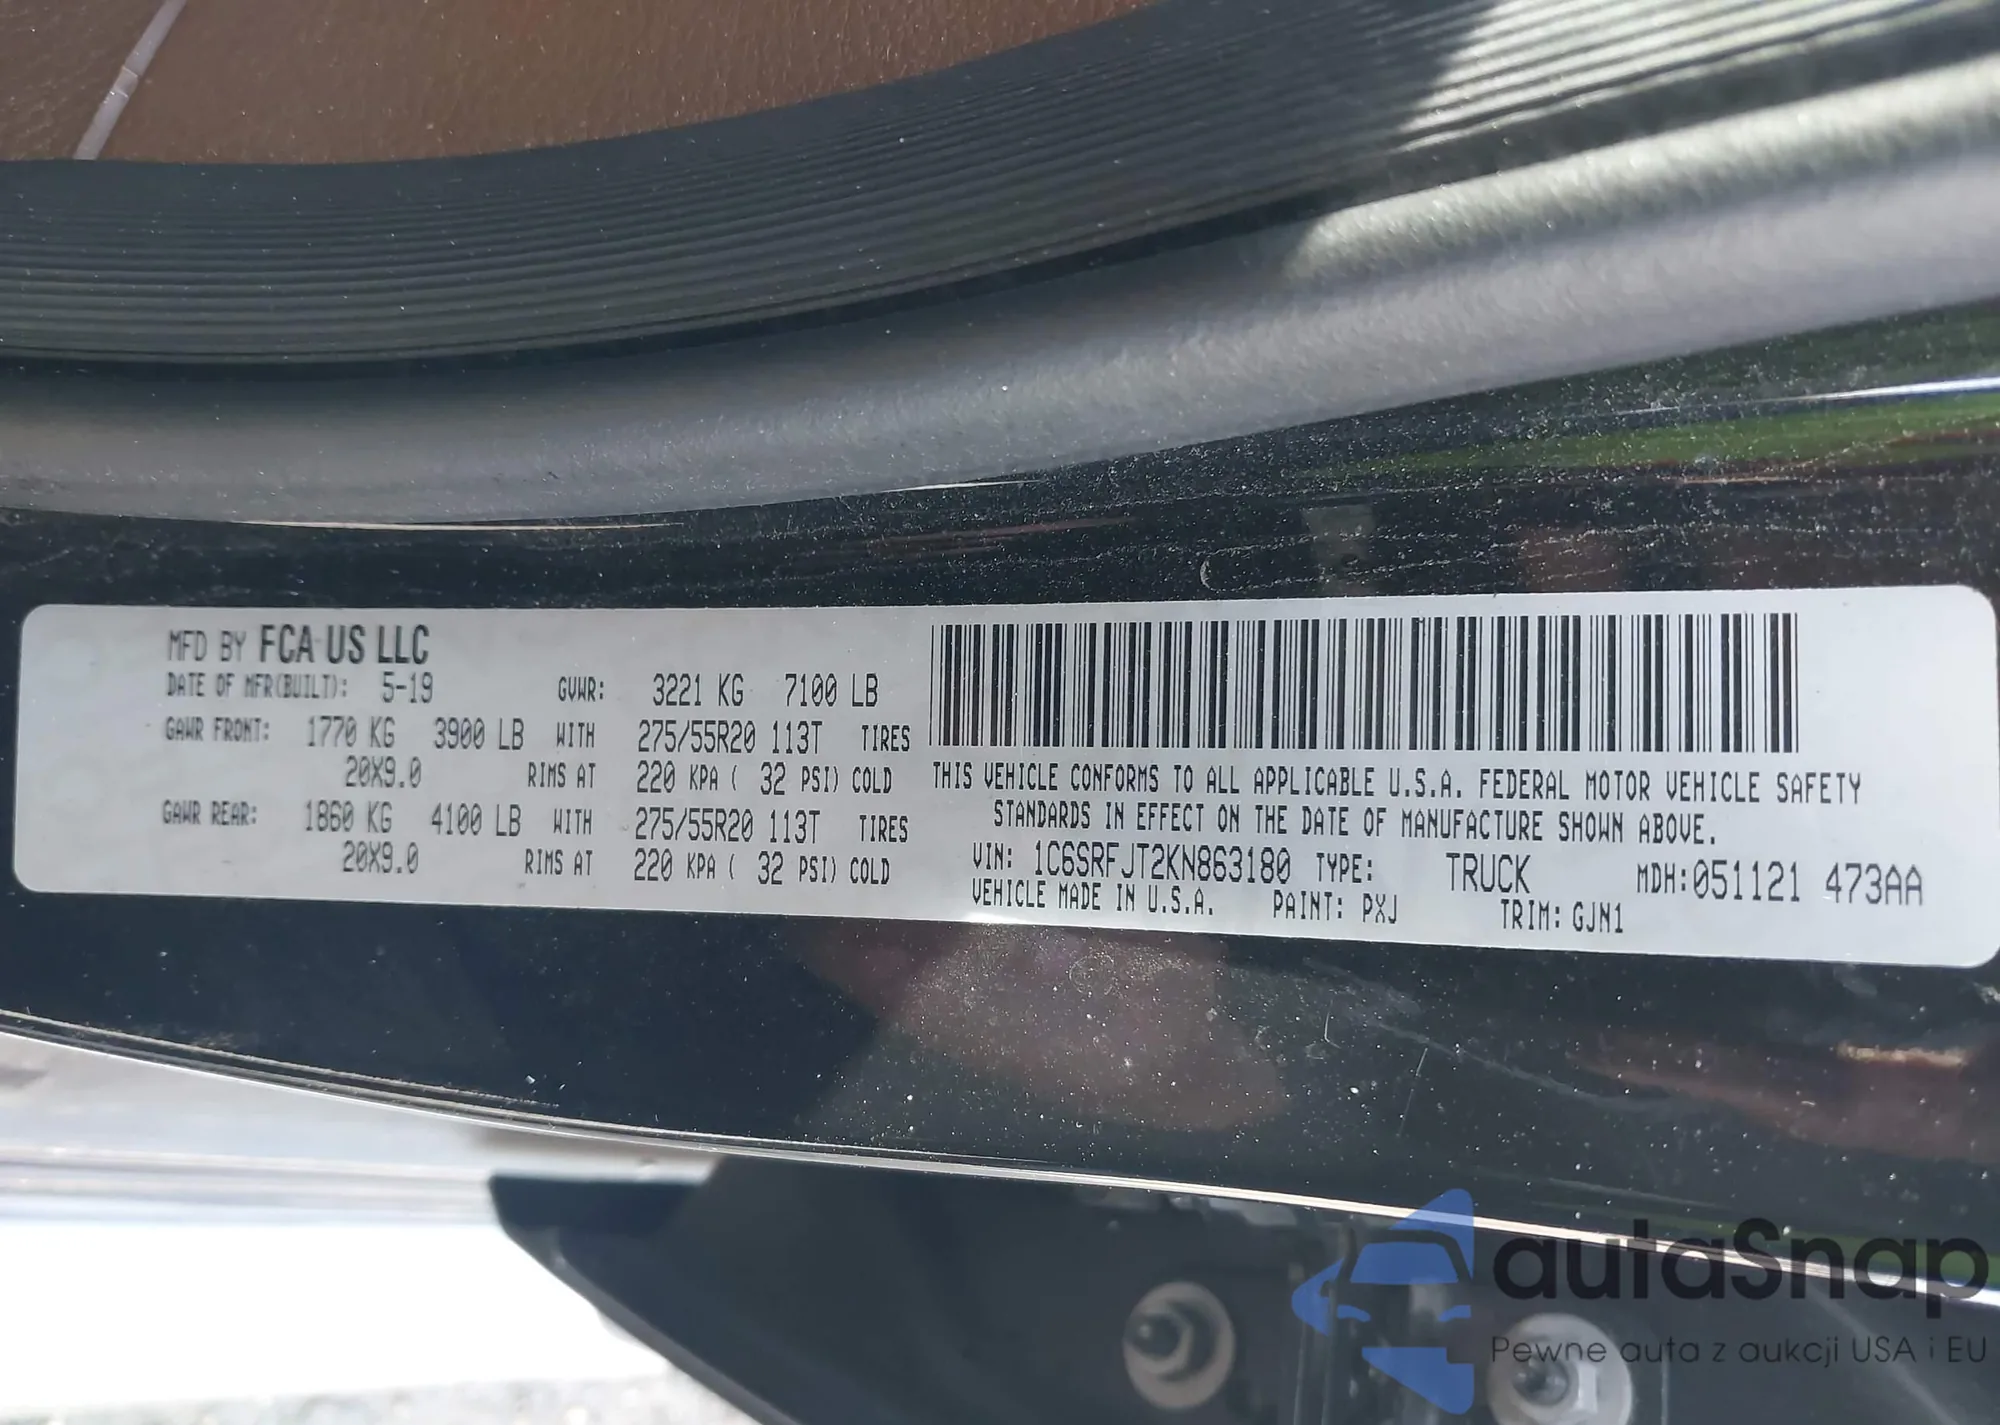 MFD BY FCA US LLC
DATE OF MFR(BUILT): 5-19 GVWR: 3221 KG 7100 LB
GAWR FRONT: 1770 KG 3900 LB WITH 275/55R20 113T TIRES
20X9.0 RIMS AT 220 KPA ( 32 PSI) COLD
GAWR REAR: 1860 KG 4100 LB WITH 275/55R20 113T TIRES
20X9.0 RIMS AT 220 KPA ( 32 PSI) COLD
THIS VEHICLE CONFORMS TO ALL APPLICABLE U.S.A. FEDERAL MOTOR VEHICLE SAFETY
STANDARDS IN EFFECT ON THE DATE OF MANUFACTURE SHOWN ABOVE.
VIN: 1C6SRFJT2KN863180 TYPE: TRUCK MDH:051121 473AA
VEHICLE MADE IN U.S.A. PAINT: PXJ TRIM: GJN1
autaSnap
Pewne auta z aukcji USA i EU